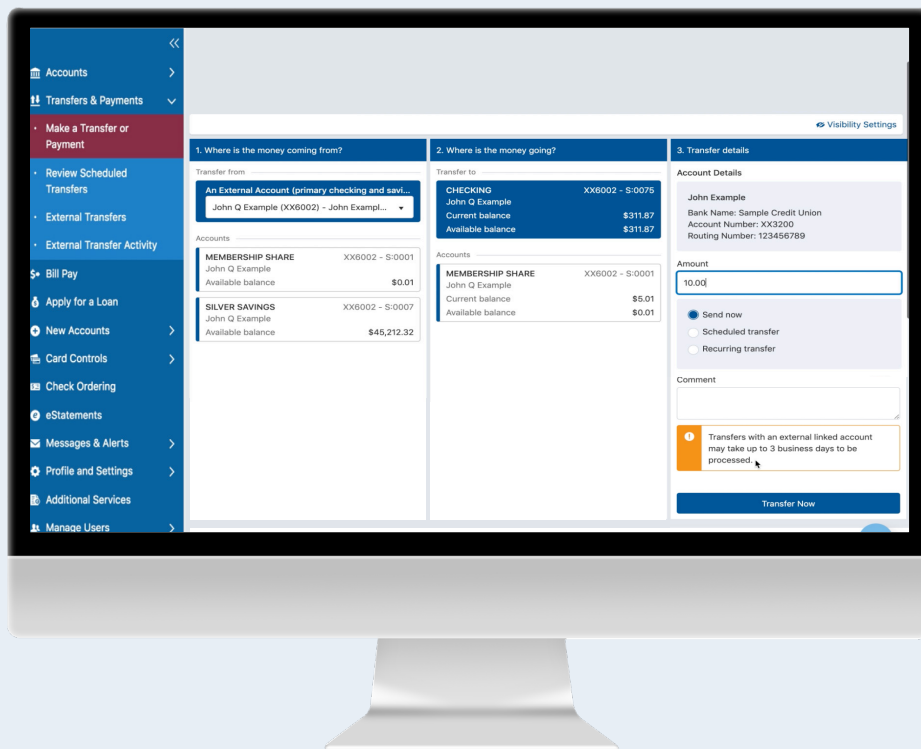 Accounts
Transfers & Payments
Make a Transfer or
Payment
Review Scheduled
Transfers
External Transfers
External Transfer Activity
Bill Pay
Apply for a Loan
New Accounts
Card Controls
Check Ordering
eStatements
Messages & Alerts
Profile and Settings
Additional Services
Manage Users
Visibility Settings
1. Where is the money coming from?
Transfer from
An External Account (primary checking and savi...
John Q Example (XX6002) - John Exampl...
Accounts
MEMBERSHIP SHARE XX6002 - S:0001
John Q Example
Available balance $0.01
SILVER SAVINGS XX6002 - S:0007
John Q Example
Available balance $45,212.32
2. Where is the money going?
Transfer to
CHECKING XX6002 - S:0075
John Q Example
Current balance $311.87
Available balance $311.87
Accounts
MEMBERSHIP SHARE XX6002 - S:0001
John Q Example
Current balance $5.01
Available balance $0.01
3. Transfer details
Account Details
John Example
Bank Name: Sample Credit Union
Account Number: XX3200
Routing Number: 123456789
Amount
10.00
Send now
Scheduled transfer
Recurring transfer
Comment
Transfers with an external linked account
may take up to 3 business days to be
processed.
Transfer Now